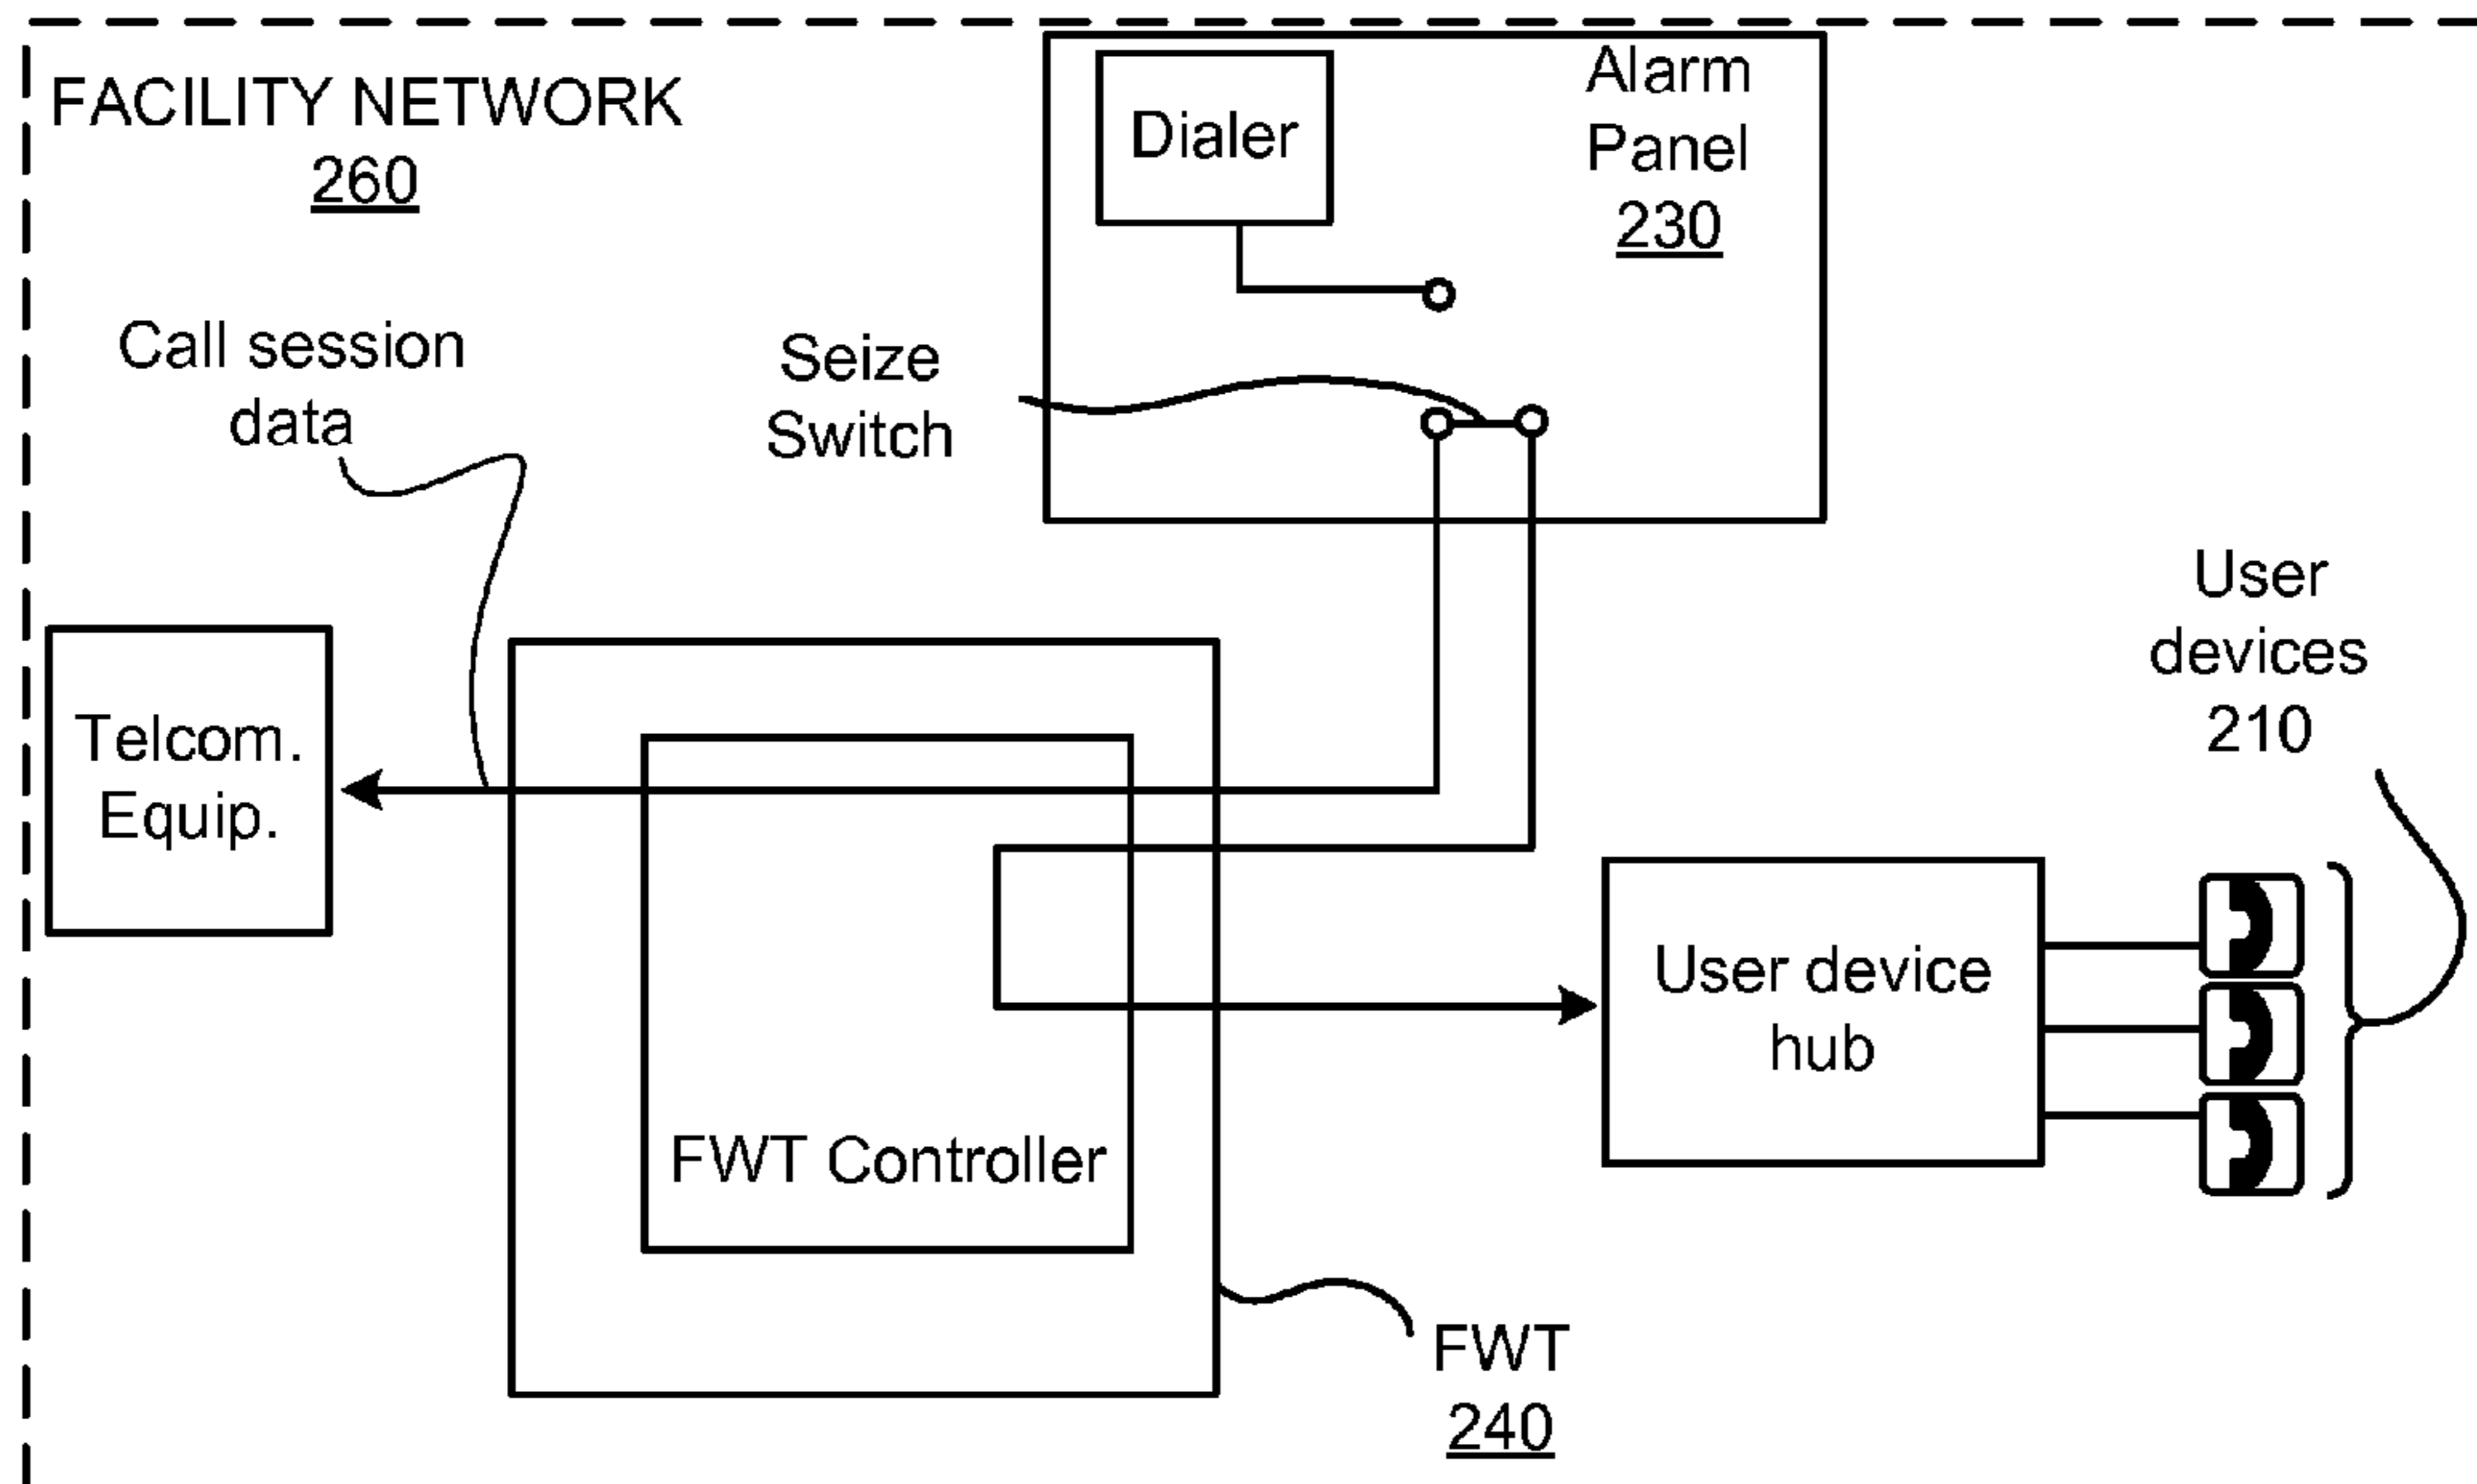 FACILITY NETWORK
260
Dialer
Alarm
Panel
230
Call session
data
Seize
Switch
User
devices
210
Telcom.
Equip.
User device
hub
FWT Controller
FWT
240